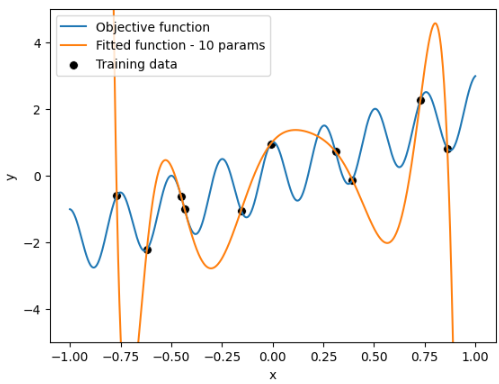 Objective function
Fitted function - 10 params
Training data
4
2
0
−2
−4
y
−1.00 −0.75 −0.50 −0.25 0.00 0.25 0.50 0.75 1.00
x